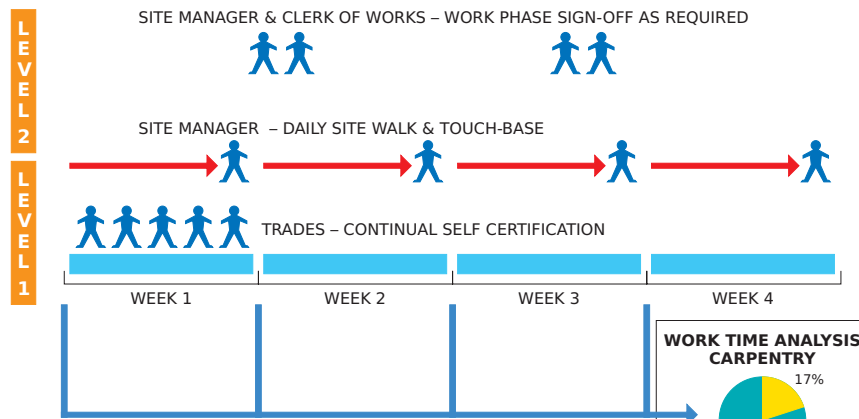 SITE MANAGER & CLERK OF WORKS – WORK PHASE SIGN-OFF AS REQUIRED
LEVEL 2
SITE MANAGER – DAILY SITE WALK & TOUCH-BASE
LEVEL 1
TRADES – CONTINUAL SELF CERTIFICATION
WEEK 1
WEEK 2
WEEK 3
WEEK 4
WORK TIME ANALYSIS
CARPENTRY
17%